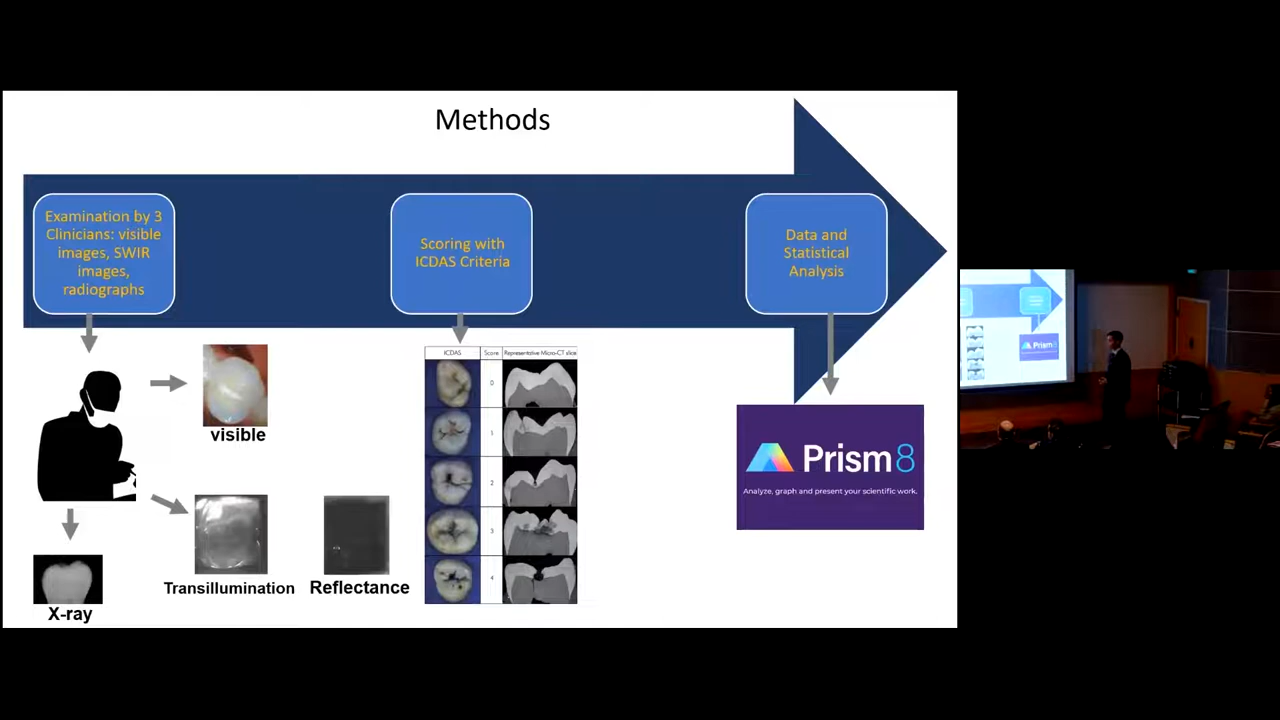 Methods
Examination by 3
Clinicians: visible
images, SWIR
images,
radiographs
Scoring with
ICDAS Criteria
Data and
Statistical
Analysis
visible
Transillumination
Reflectance
X-ray
ICDAS Score Representative Micro-CT slice
0
1
2
3
4
Prism 8
Analyze, graph and present your scientific work.
Prism8